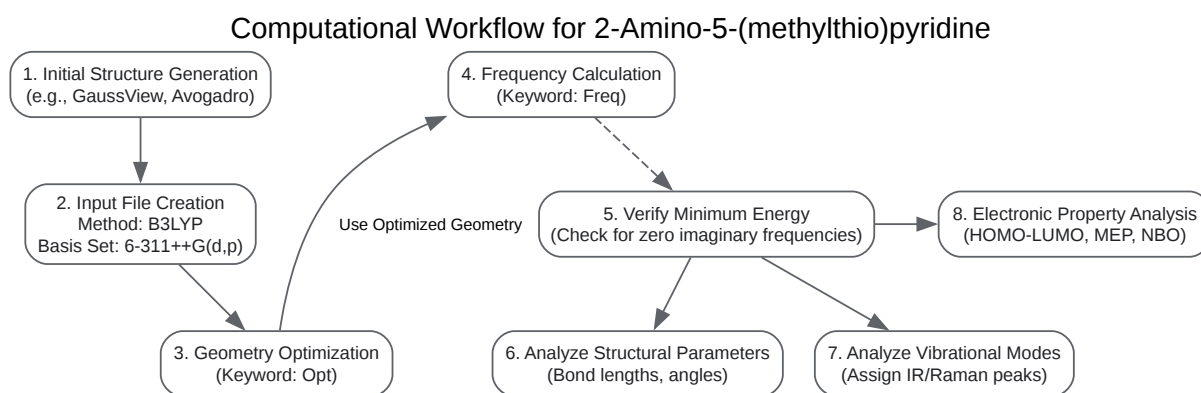 Computational Workflow for 2-Amino-5-(methylthio)pyridine
1. Initial Structure Generation
(e.g., GaussView, Avogadro)
2. Input File Creation
Method: B3LYP
Basis Set: 6-311++G(d,p)
3. Geometry Optimization
(Keyword: Opt)
Use Optimized Geometry
4. Frequency Calculation
(Keyword: Freq)
5. Verify Minimum Energy
(Check for zero imaginary frequencies)
6. Analyze Structural Parameters
(Bond lengths, angles)
7. Analyze Vibrational Modes
(Assign IR/Raman peaks)
8. Electronic Property Analysis
(HOMO-LUMO, MEP, NBO)